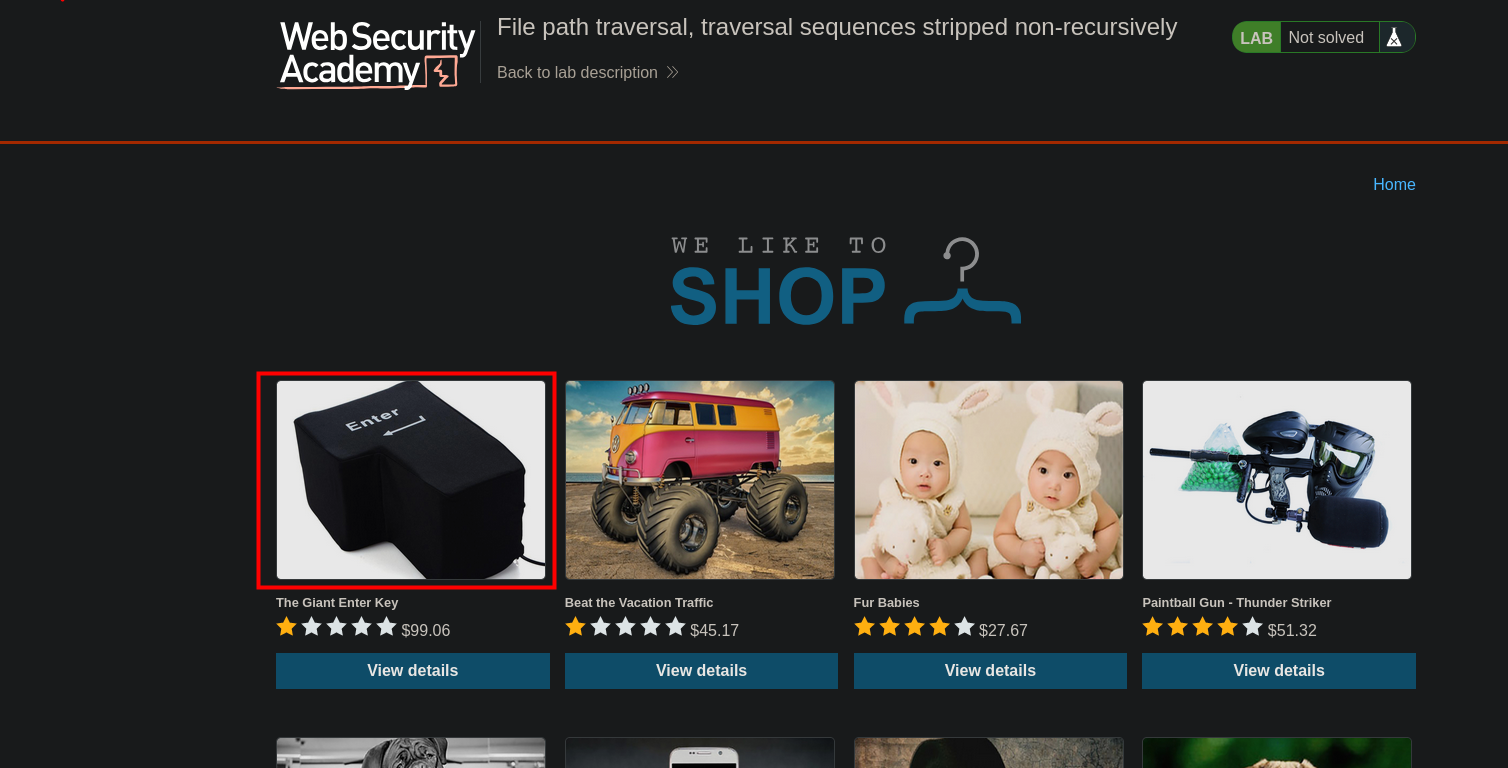 Web Security
Academy
File path traversal, traversal sequences stripped non-recursively
Back to lab description
LAB
Not solved
Home
WE LIKE TO
SHOP
Enter
The Giant Enter Key
$99.06
View details
Beat the Vacation Traffic
$45.17
View details
Fur Babies
$27.67
View details
Paintball Gun - Thunder Striker
$51.32
View details